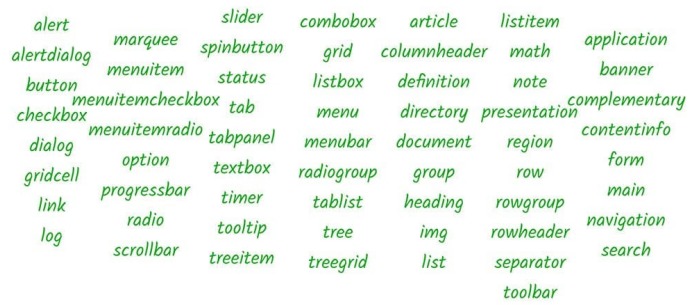 alert
alertdialog
button
checkbox
dialog
gridcell
link
log
marquee
menuitem
menuitemcheckbox
menuitemradio
option
progressbar
radio
scrollbar
slider
spinbutton
status
tab
tabpanel
textbox
timer
tooltip
treeitem
combobox
grid
listbox
menu
menubar
radiogroup
tablist
tree
treegrid
article
columnheader
definition
directory
document
group
heading
img
list
listitem
math
note
presentation
region
row
rowgroup
rowheader
separator
toolbar
application
banner
complementary
contentinfo
form
main
navigation
search